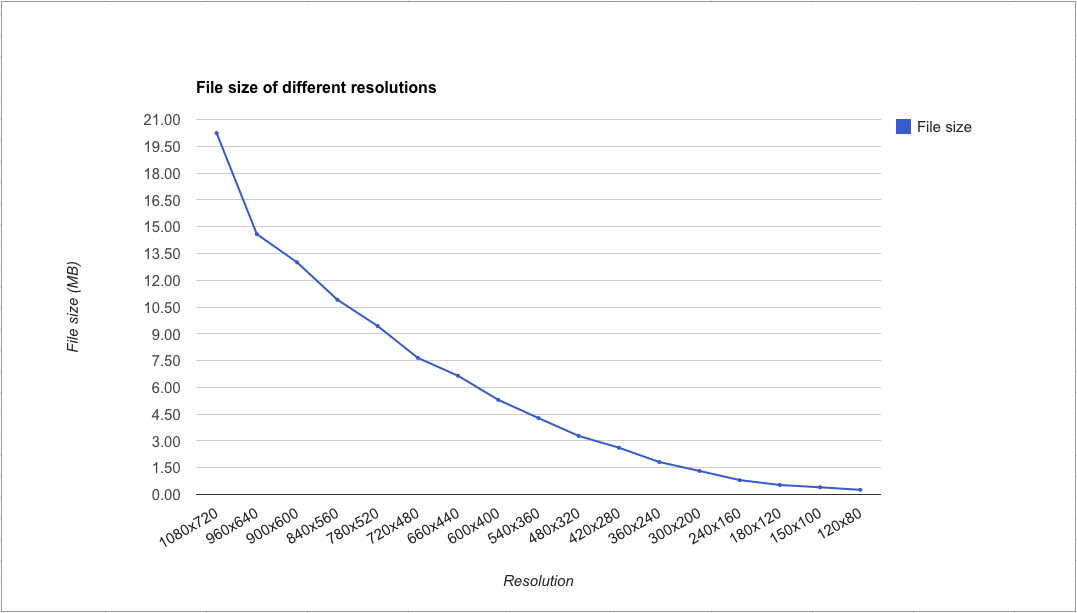 File size of different resolutions
21.00
19.50
18.00
16.50
15.00
13.50
12.00
10.50
9.00
7.50
6.00
4.50
3.00
1.50
0.00
File size (MB)
File size
1080x720
960x640
900x600
840x560
780x520
720x480
660x440
600x400
540x360
480x320
420x280
360x240
300x200
240x160
180x120
150x100
120x80
Resolution